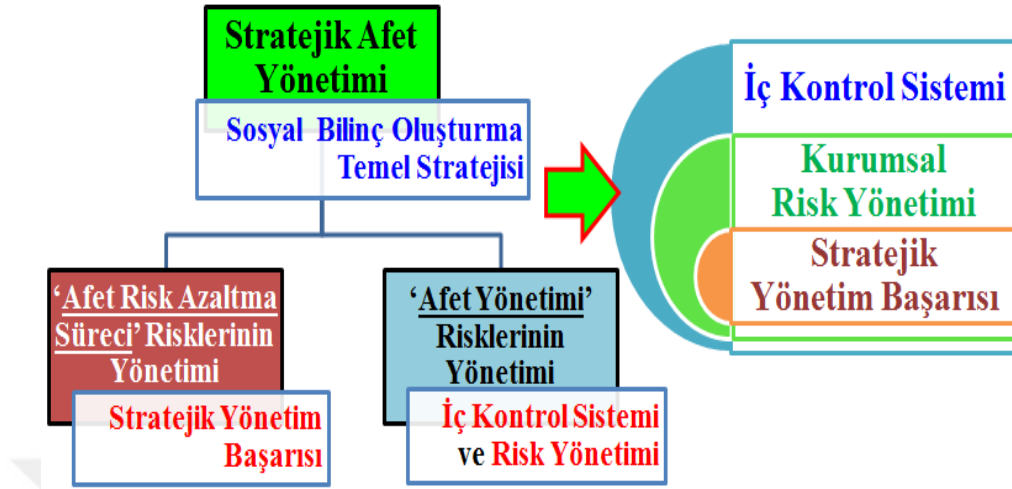 Stratejik Afet
Yönetimi
Sosyal Bilinç Oluşturma
Temel Stratejisi
‘Afet Risk Azaltma
Süreci’ Risklerinin
Yönetimi
Stratejik Yönetim
Başarısı
‘Afet Yönetimi’
Risklerinin
Yönetimi
İç Kontrol Sistemi
ve Risk Yönetimi
İç Kontrol Sistemi
Kurumsal
Risk Yönetimi
Stratejik
Yönetim Başarısı